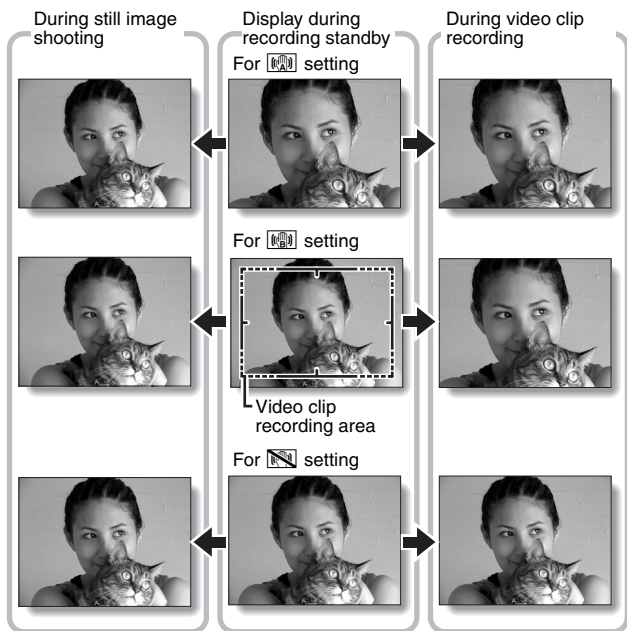 During still image
shooting
Display during
recording standby
During video clip
recording
For A setting
For B setting
Video clip
recording area
For setting